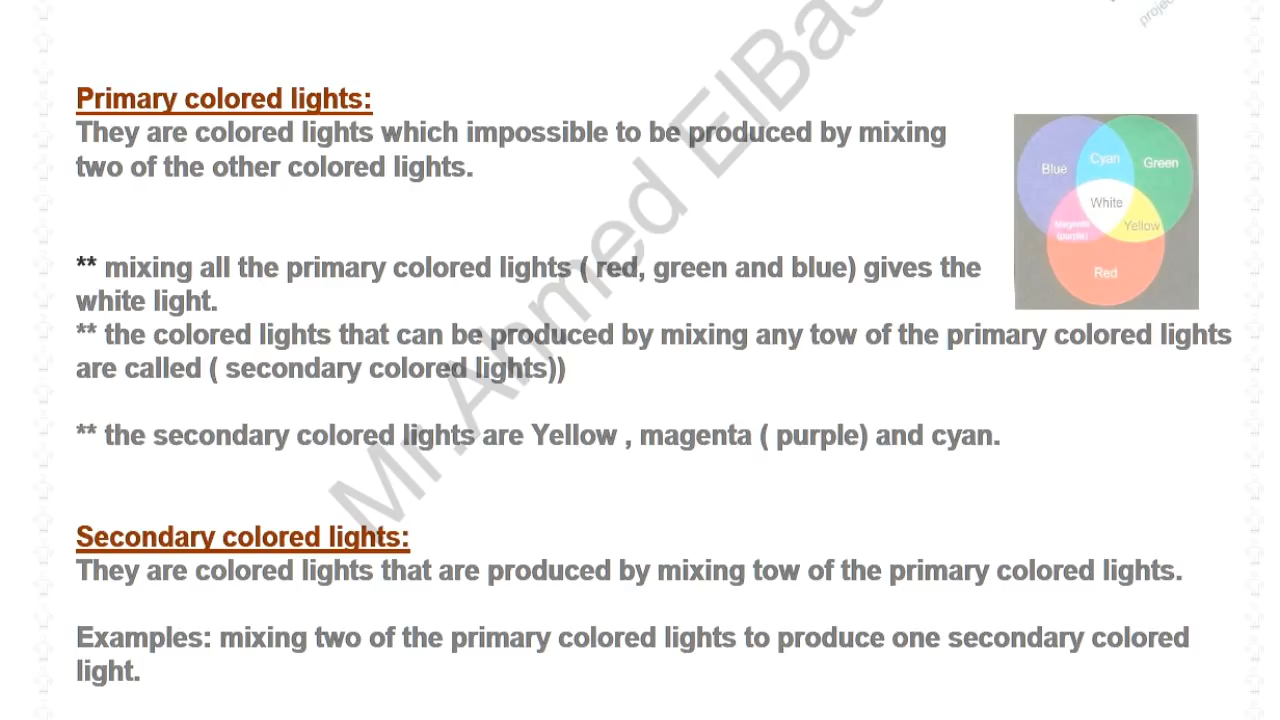 projec
Primary colored lights:
They are colored lights which impossible to be produced by mixing
two of the other colored lights.
Blue
Cyan
Green
White
Magenta
(purple)
Yellow
Red
** mixing all the primary colored lights ( red, green and blue) gives the
white light.
** the colored lights that can be produced by mixing any tow of the primary colored lights
are called ( secondary colored lights))
** the secondary colored lights are Yellow , magenta ( purple) and cyan.
Secondary colored lights:
They are colored lights that are produced by mixing tow of the primary colored lights.
Examples: mixing two of the primary colored lights to produce one secondary colored
light.
Mr.Ahmed ElBas